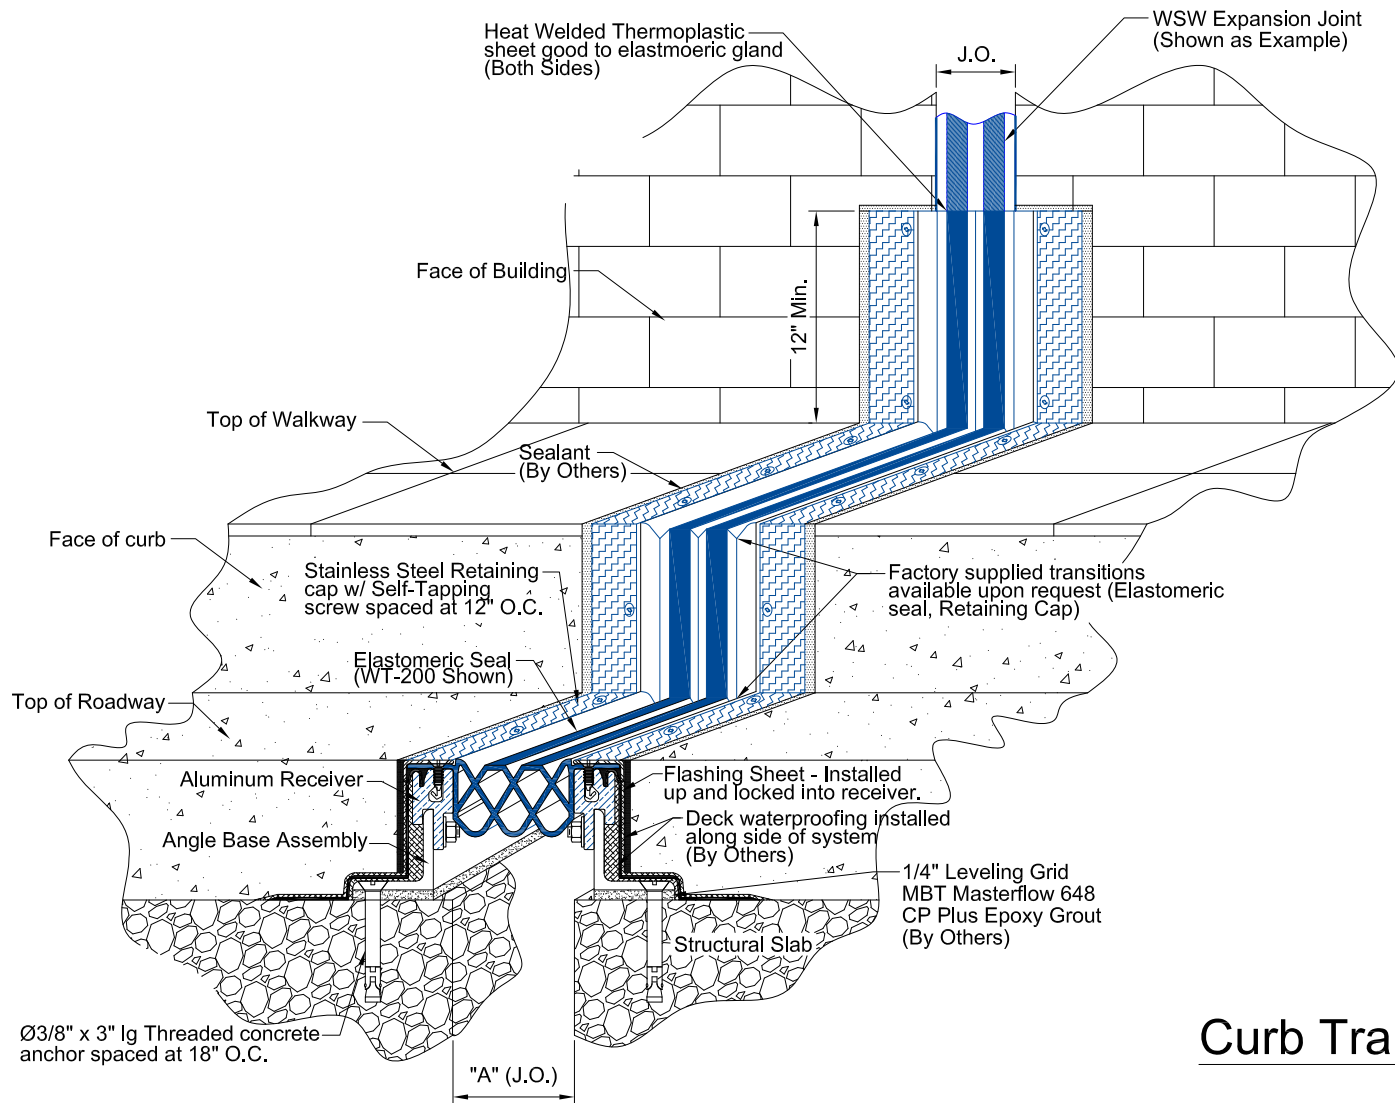 Heat Welded Thermoplastic
sheet good to elastmoeric gland
(Both Sides)
WSW Expansion Joint
(Shown as Example)
J.O.
Face of Building
12" Min.
Top of Walkway
Sealant
(By Others)
Face of curb
Stainless Steel Retaining
cap w/ Self-Tapping
screw spaced at 12" O.C.
Factory supplied transitions
available upon request (Elastomeric
seal, Retaining Cap)
Elastomeric Seal
(WT-200 Shown)
Top of Roadway
Aluminum Receiver
Flashing Sheet - Installed
up and locked into receiver.
Angle Base Assembly
Deck waterproofing installed
along side of system
(By Others)
1/4" Leveling Grid
MBT Masterflow 648
CP Plus Epoxy Grout
(By Others)
Structural Slab
Ø3/8" x 3" lg Threaded concrete
anchor spaced at 18" O.C.
"A" (J.O.)
Curb Tra